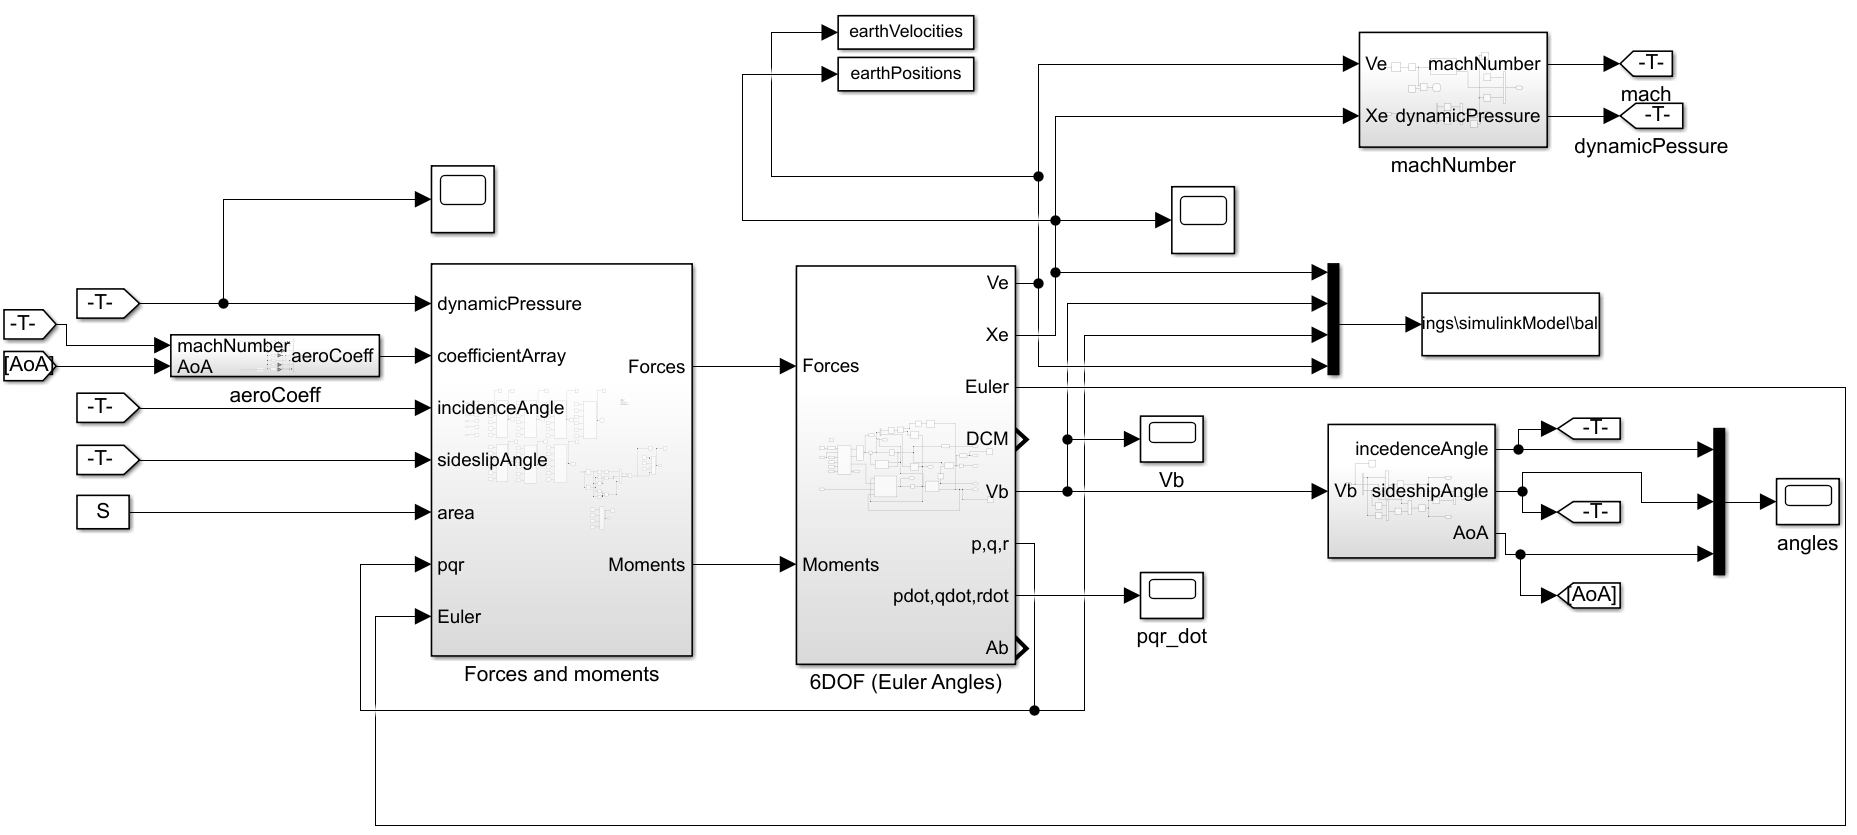 earthVelocities
earthPositions
Ve
machNumber
Xe
dynamicPressure
machNumber
-T-
mach
-T-
dynamicPessure
-T-
-T-
[AoA]
machNumber
AoA
aeroCoeff
aeroCoeff
-T-
-T-
S
dynamicPressure
coefficientArray
incidenceAngle
sideslipAngle
area
pqr
Euler
Forces
Moments
Forces and moments
Forces
Moments
Ve
Xe
Euler
DCM
Vb
p,q,r
pdot,qdot,rdot
Ab
6DOF (Euler Angles)
ings\simulinkModel\bal
Vb
pqr_dot
Vb
incedenceAngle
sideshipAngle
AoA
-T-
-T-
[AoA]
angles